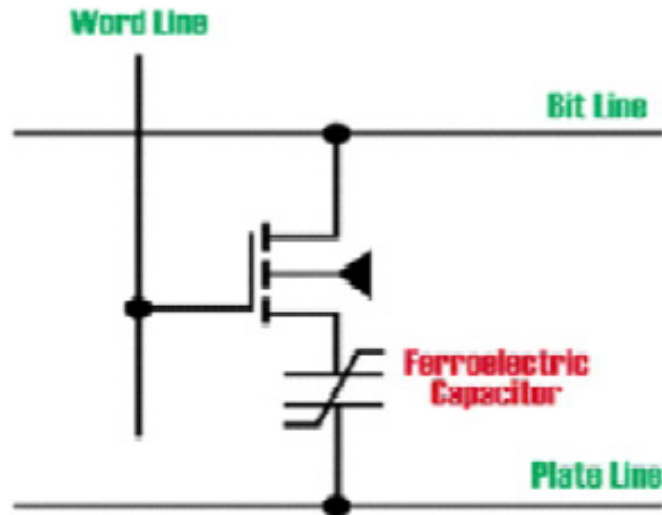 Word Line
Bit Line
Ferroelectric
Capacitor
Plate Line